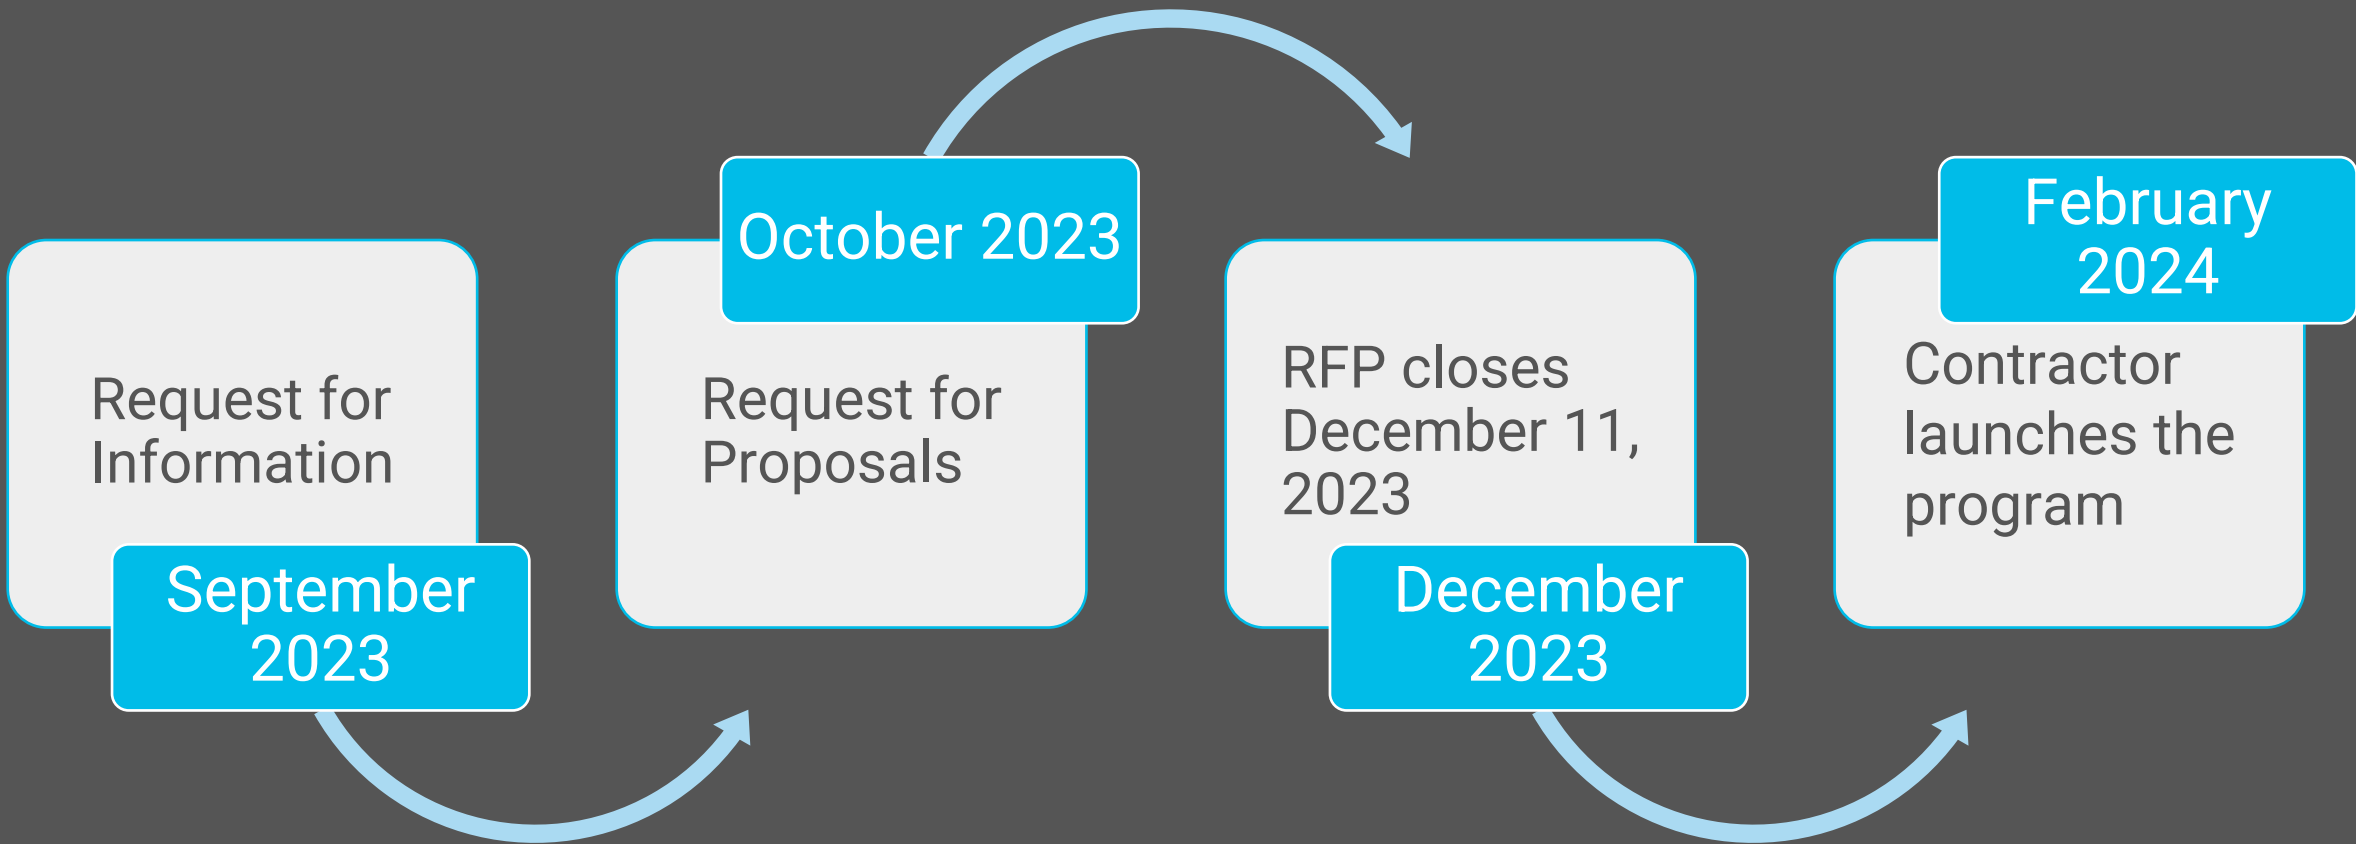 Request for
Information
September
2023
October 2023
Request for
Proposals
RFP closes
December 11,
2023
December
2023
February
2024
Contractor
launches the
program